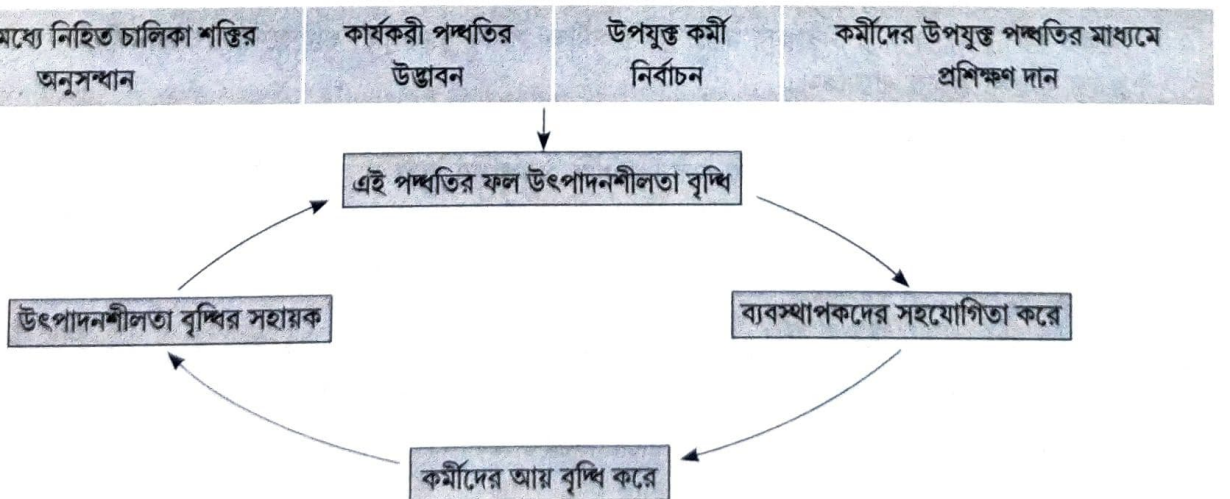 মধ্যে নিহিত চালিকা শক্তির
অনুসন্ধান
কার্যকরী পদ্ধতির
উদ্ভাবন
উপযুক্ত কর্মী
নির্বাচন
কর্মীদের উপযুক্ত পদ্ধতির মাধ্যমে
প্রশিক্ষণ দান
এই পদ্ধতির ফল উৎপাদনশীলতা বৃদ্ধি
উৎপাদনশীলতা বৃদ্ধির সহায়ক
ব্যবস্থাপকদের সহযোগিতা করে
কর্মীদের আয় বৃদ্ধি করে